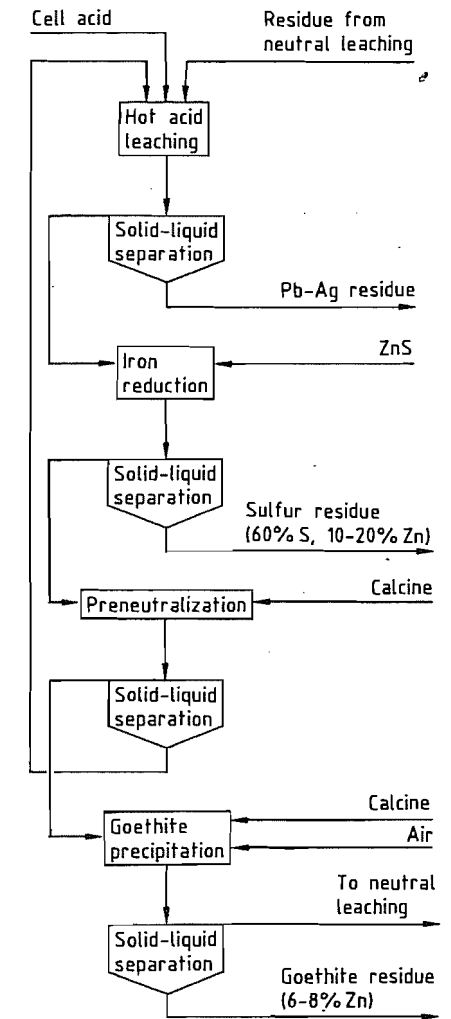 Cell acid
Residue from
neutral leaching
Hot acid
leaching
Solid-liquid
separation
Pb-Ag residue
ZnS
Iron
reduction
Solid-liquid
separation
Sulfur residue
(60% S, 10-20% Zn)
Calcine
Preneutralization
Solid-liquid
separation
Calcine
Goethite
precipitation
Air
To neutral
leaching
Solid-liquid
separation
Goethite residue
(6-8% Zn)